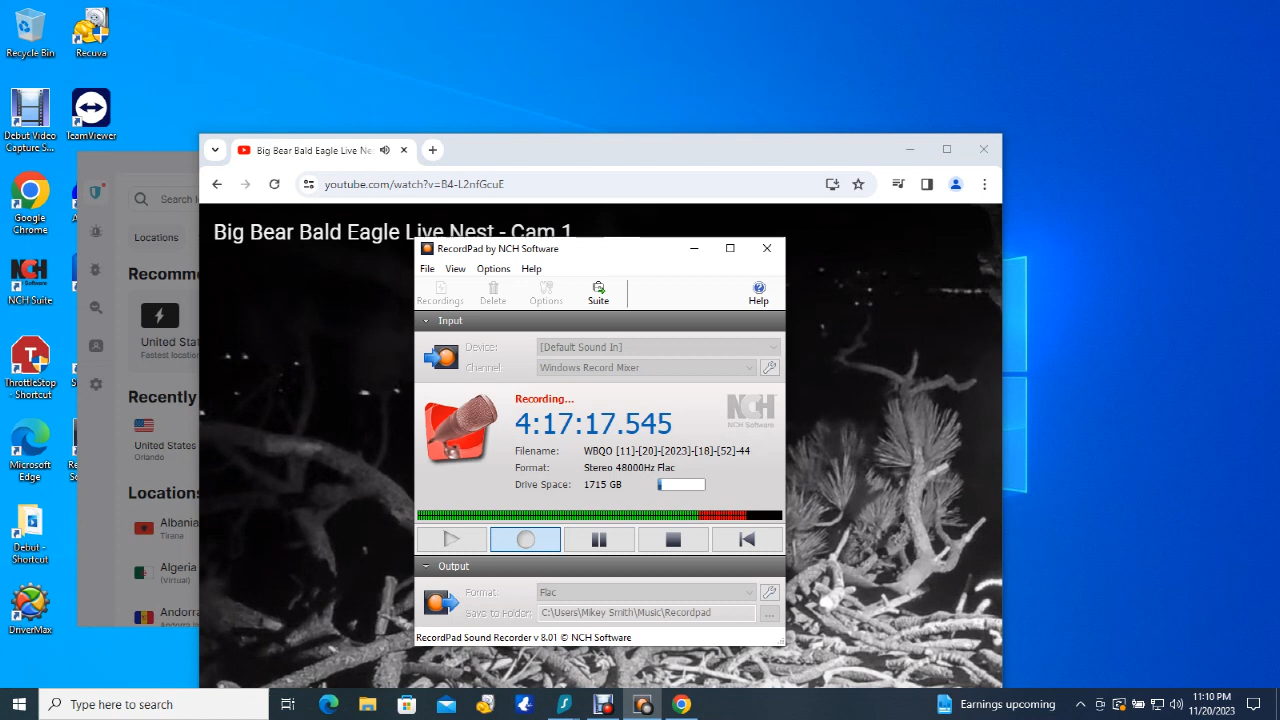 Recycle Bin
Recuva
Debut Video
Capture S...
TeamViewer
Google
Chrome
NCH Suite
ThrottleStop
- Shortcut
Microsoft
Edge
Debut -
Shortcut
DriverMax
Locations
Recomme
United Stat
Fastest location
Recently
United States
Orlando
Locations
Albania
Tirane
Algeria
(Virtual)
Andorra
Big Bear Bald Eagle Live Ne
youtube.com/watch?v=B4-L2nfGcuE
Big Bear Bald Eagle Live Nest - Cam 1
RecordPad by NCH Software
File View Options Help
Recordings Delete Options Suite Help
Input
Device: [Default Sound In]
Channel: Windows Record Mixer
Recording...
4:17:17.545
NCH
NCH Software
Filename: WBQO [11]-[20]-[2023]-[18]-[52]-44
Format: Stereo 48000Hz Flac
Drive Space: 1715 GB
Output
Format: Flac
Save to Folder: C:\Users\Mikey Smith\Music\Recordpad
...
RecordPad Sound Recorder v 8.01 © NCH Software
Type here to search
Earnings upcoming
11:10 PM
11/20/2023